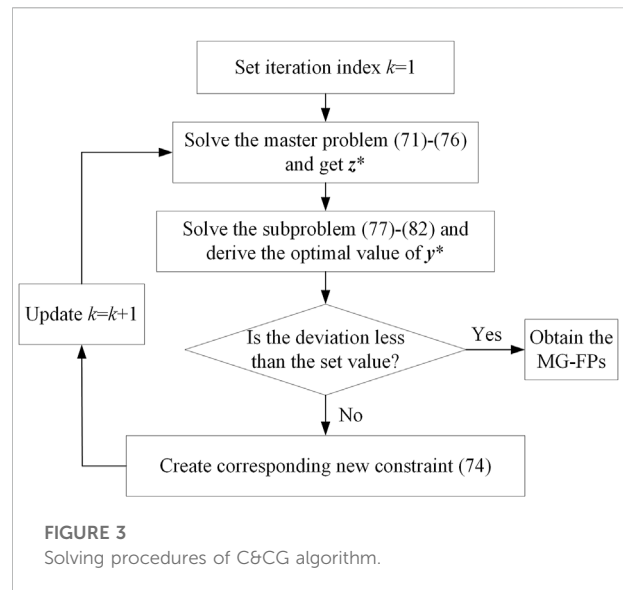 Set iteration index k=1
Solve the master problem (71)-(76)
and get z*
Solve the subproblem (77)-(82) and
derive the optimal value of y*
Update k=k+1
Is the deviation less
than the set value?
Yes
Obtain the
MG-FPs
No
Create corresponding new constraint (74)
FIGURE 3
Solving procedures of C&CG algorithm.